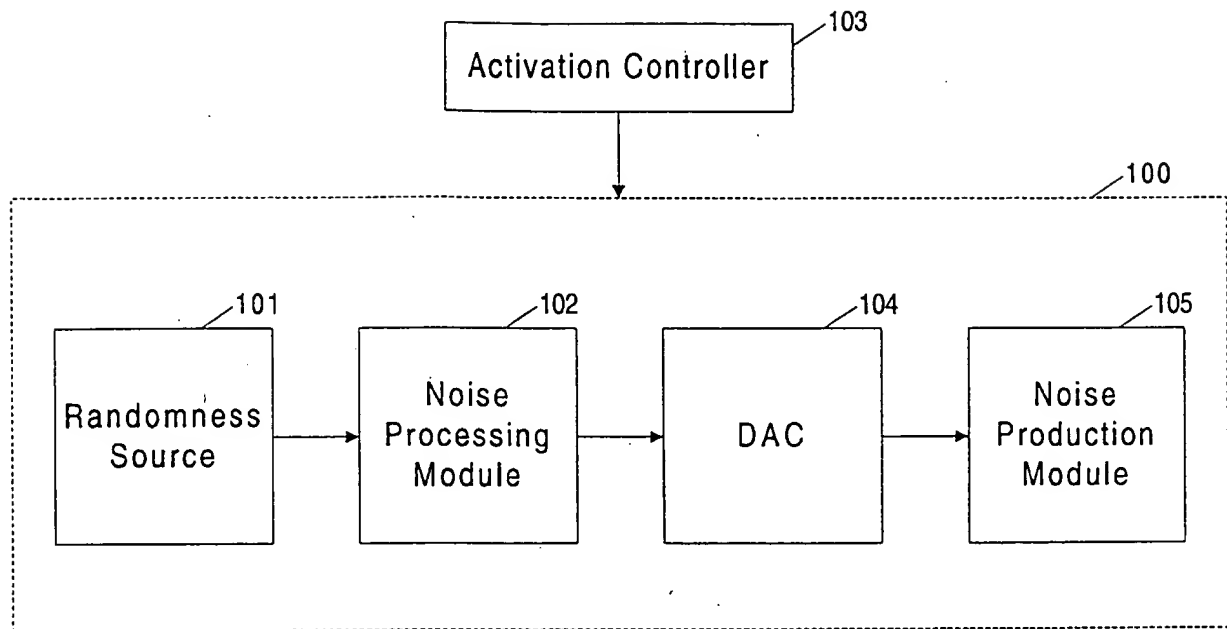 103
Activation Controller
100
101
102
104
105
Randomness
Source
Noise
Processing
Module
DAC
Noise
Production
Module